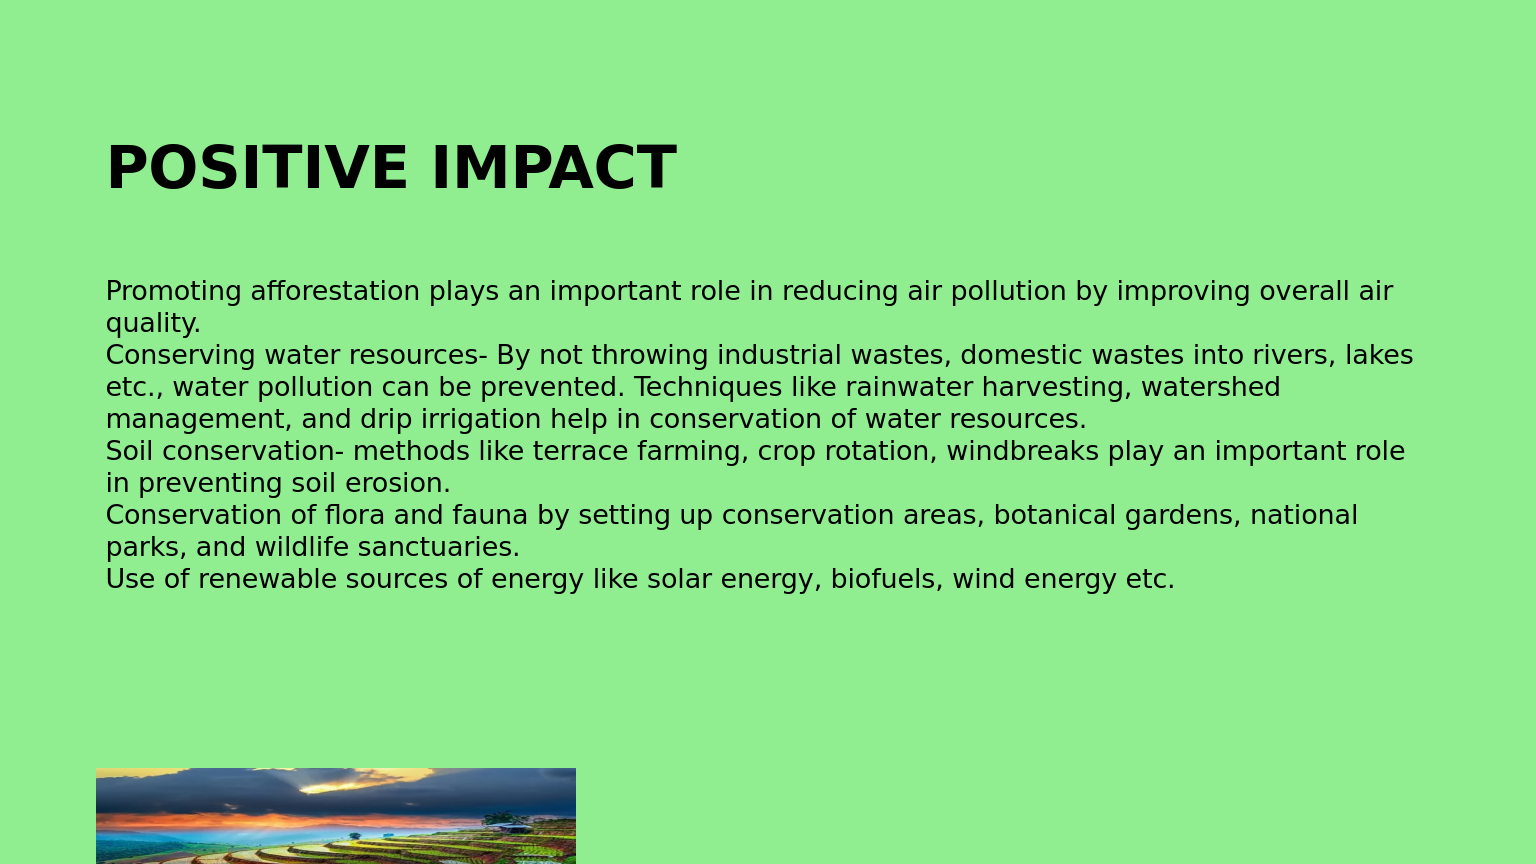 POSITIVE IMPACT
Promoting afforestation plays an important role in reducing air pollution by improving overall air
quality.
Conserving water resources- By not throwing industrial wastes, domestic wastes into rivers, lakes
etc., water pollution can be prevented. Techniques like rainwater harvesting, watershed
management, and drip irrigation help in conservation of water resources.
Soil conservation- methods like terrace farming, crop rotation, windbreaks play an important role
in preventing soil erosion.
Conservation of flora and fauna by setting up conservation areas, botanical gardens, national
parks, and wildlife sanctuaries.
Use of renewable sources of energy like solar energy, biofuels, wind energy etc.